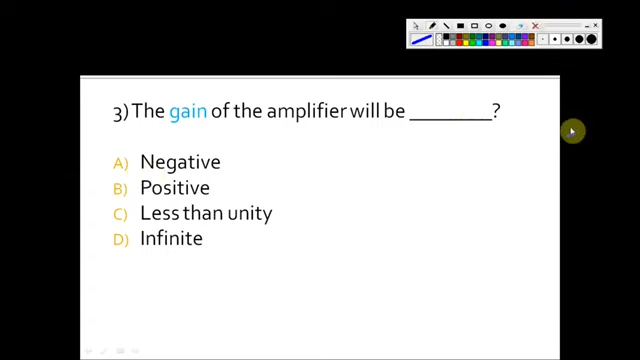 3) The gain of the amplifier will be ________?
A) Negative
B) Positive
C) Less than unity
D) Infinite